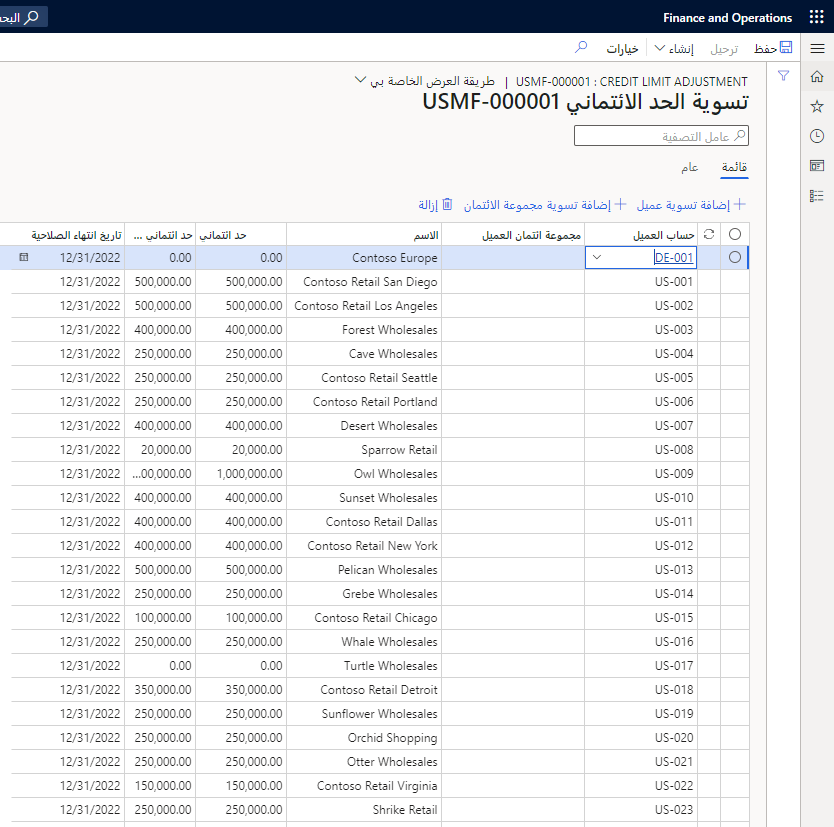 Finance and Operations البح
حفظ إنشاء ترحيل خيارات
USMF-000001 : CREDIT LIMIT ADJUSTMENT | طريقة العرض الخاصة بي
تسوية الحد الائتماني USMF-000001
عامل التصفية
قائمة عام
إضافة تسوية عميل إضافة تسوية مجموعة الائتمان إزالة
حساب العميل مجموعة ائتمان العميل الاسم حد ائتماني حد ائتماني ... تاريخ انتهاء الصلاحية
DE-001 Contoso Europe 0.00 0.00 12/31/2022
US-001 Contoso Retail San Diego 500,000.00 500,000.00 12/31/2022
US-002 Contoso Retail Los Angeles 500,000.00 500,000.00 12/31/2022
US-003 Forest Wholesales 400,000.00 400,000.00 12/31/2022
US-004 Cave Wholesales 250,000.00 250,000.00 12/31/2022
US-005 Contoso Retail Seattle 250,000.00 250,000.00 12/31/2022
US-006 Contoso Retail Portland 250,000.00 250,000.00 12/31/2022
US-007 Desert Wholesales 400,000.00 400,000.00 12/31/2022
US-008 Sparrow Retail 20,000.00 20,000.00 12/31/2022
US-009 Owl Wholesales 1,000,000.00 ...00,000.00 12/31/2022
US-010 Sunset Wholesales 400,000.00 400,000.00 12/31/2022
US-011 Contoso Retail Dallas 400,000.00 400,000.00 12/31/2022
US-012 Contoso Retail New York 400,000.00 400,000.00 12/31/2022
US-013 Pelican Wholesales 500,000.00 500,000.00 12/31/2022
US-014 Grebe Wholesales 250,000.00 250,000.00 12/31/2022
US-015 Contoso Retail Chicago 100,000.00 100,000.00 12/31/2022
US-016 Whale Wholesales 250,000.00 250,000.00 12/31/2022
US-017 Turtle Wholesales 0.00 0.00 12/31/2022
US-018 Contoso Retail Detroit 350,000.00 350,000.00 12/31/2022
US-019 Sunflower Wholesales 250,000.00 250,000.00 12/31/2022
US-020 Orchid Shopping 250,000.00 250,000.00 12/31/2022
US-021 Otter Wholesales 250,000.00 250,000.00 12/31/2022
US-022 Contoso Retail Virginia 150,000.00 150,000.00 12/31/2022
US-023 Shrike Retail 250,000.00 250,000.00 12/31/2022